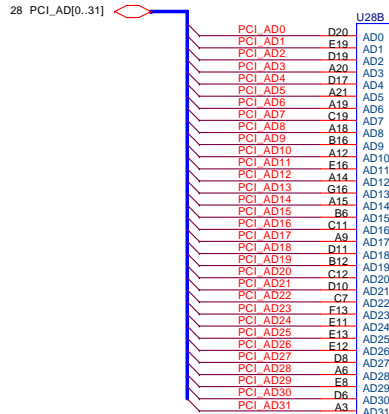 28 PCI_AD[0..31]
U28B
PCI_AD0 D20 AD0
PCI_AD1 E19 AD1
PCI_AD2 D19 AD2
PCI_AD3 A20 AD3
PCI_AD4 D17 AD4
PCI_AD5 A21 AD5
PCI_AD6 A19 AD6
PCI_AD7 C19 AD7
PCI_AD8 A18 AD8
PCI_AD9 B16 AD9
PCI_AD10 A12 AD10
PCI_AD11 E16 AD11
PCI_AD12 A14 AD12
PCI_AD13 G16 AD13
PCI_AD14 A15 AD14
PCI_AD15 B6 AD15
PCI_AD16 C11 AD16
PCI_AD17 A9 AD17
PCI_AD18 D11 AD18
PCI_AD19 B12 AD19
PCI_AD20 C12 AD20
PCI_AD21 D10 AD21
PCI_AD22 C7 AD22
PCI_AD23 F13 AD23
PCI_AD24 E11 AD24
PCI_AD25 E13 AD25
PCI_AD26 E12 AD26
PCI_AD27 D8 AD27
PCI_AD28 A6 AD28
PCI_AD29 E8 AD29
PCI_AD30 D6 AD30
PCI_AD31 A3 AD31